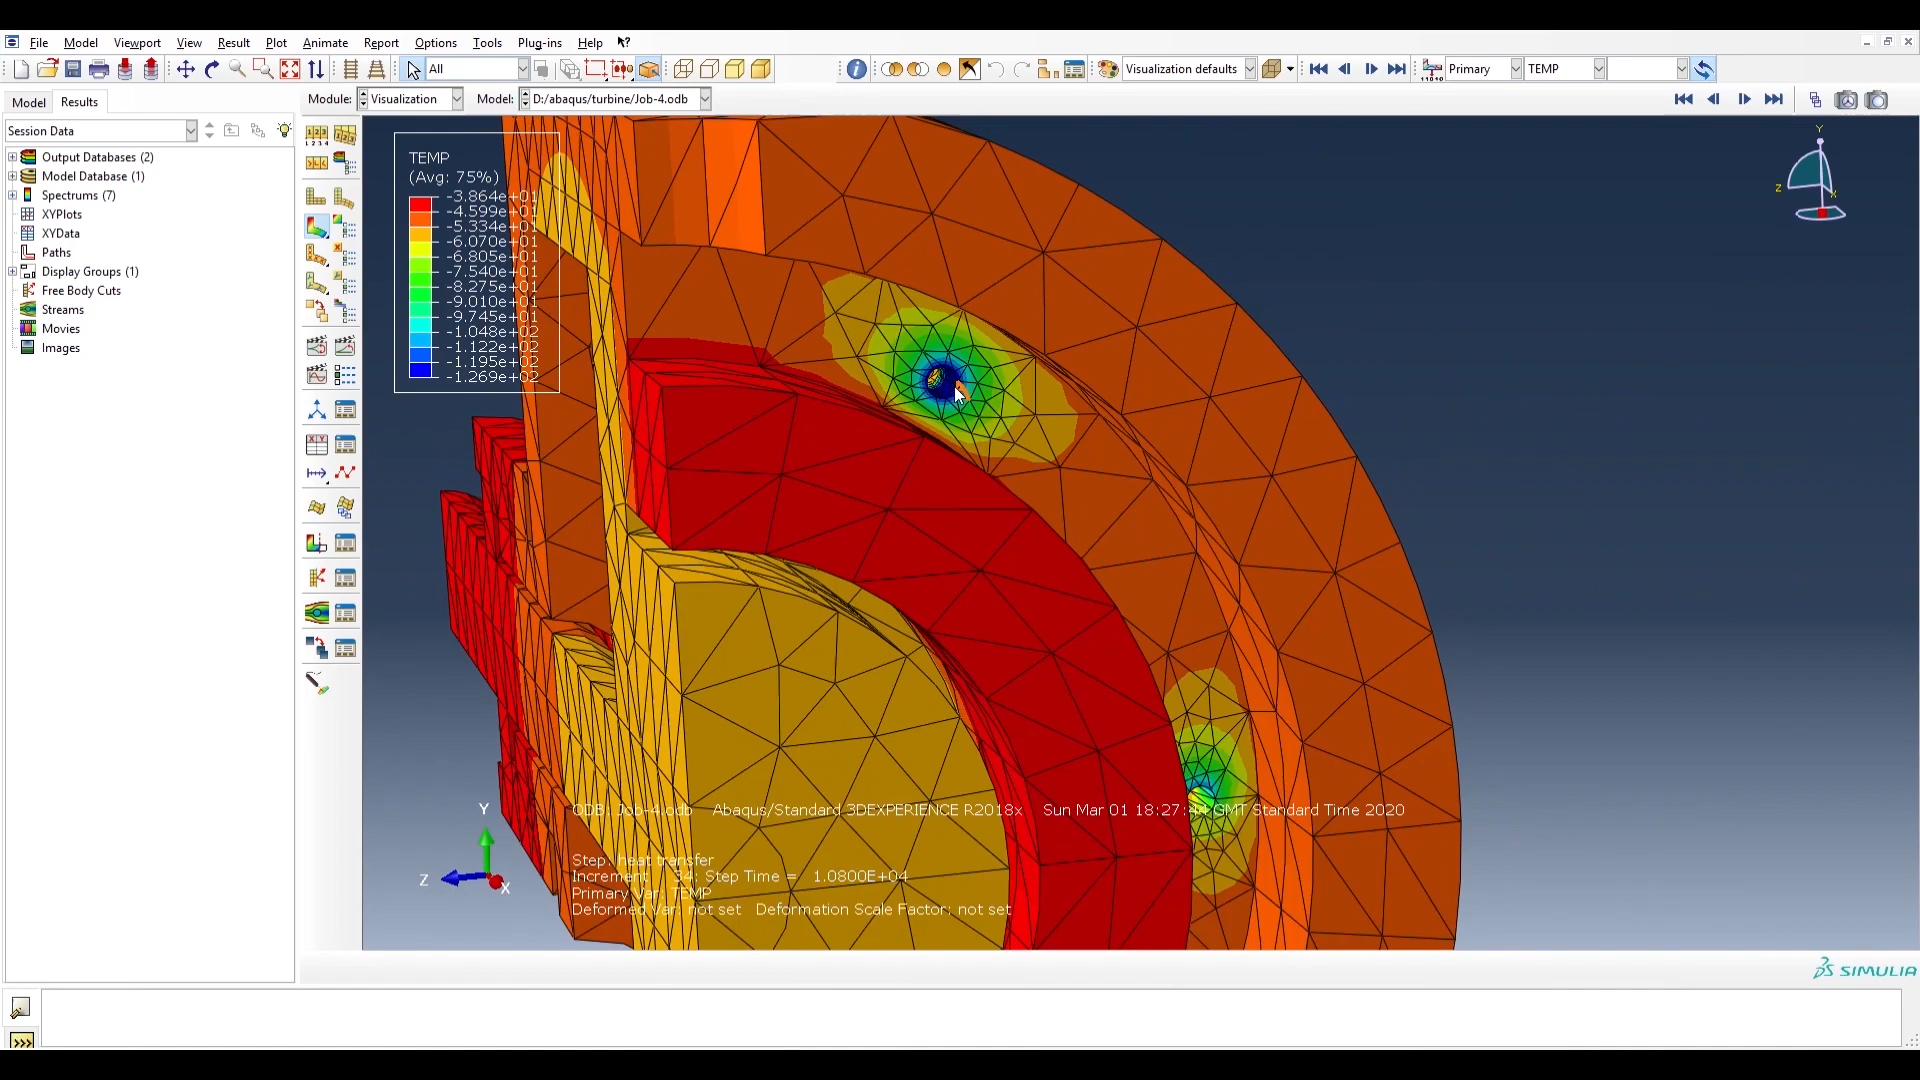 File Model Viewport View Result Plot Animate Report Options Tools Plug-ins Help
All Visualization defaults Primary TEMP
Model Results Module: Visualization Model: D:/abaqus/turbine/Job-4.odb
Session Data
Output Databases (2)
Model Database (1)
Spectrums (7)
XYPlots
XYData
Paths
Display Groups (1)
Free Body Cuts
Streams
Movies
Images
TEMP
(Avg: 75%)
-3.864e+01
-4.599e+01
-5.334e+01
-6.070e+01
-6.805e+01
-7.540e+01
-8.275e+01
-9.010e+01
-9.745e+01
-1.048e+02
-1.122e+02
-1.195e+02
-1.269e+02
Y
Z X
Y
Z X
ODB: Job-4.odb Abaqus/Standard 3DEXPERIENCE R2018x Sun Mar 01 18:27:44 GMT Standard Time 2020
Step: heat transfer
Increment 34: Step Time = 1.0800E+04
Primary Var: TEMP
Deformed Var: not set Deformation Scale Factor: not set
SIMULIA
>>>